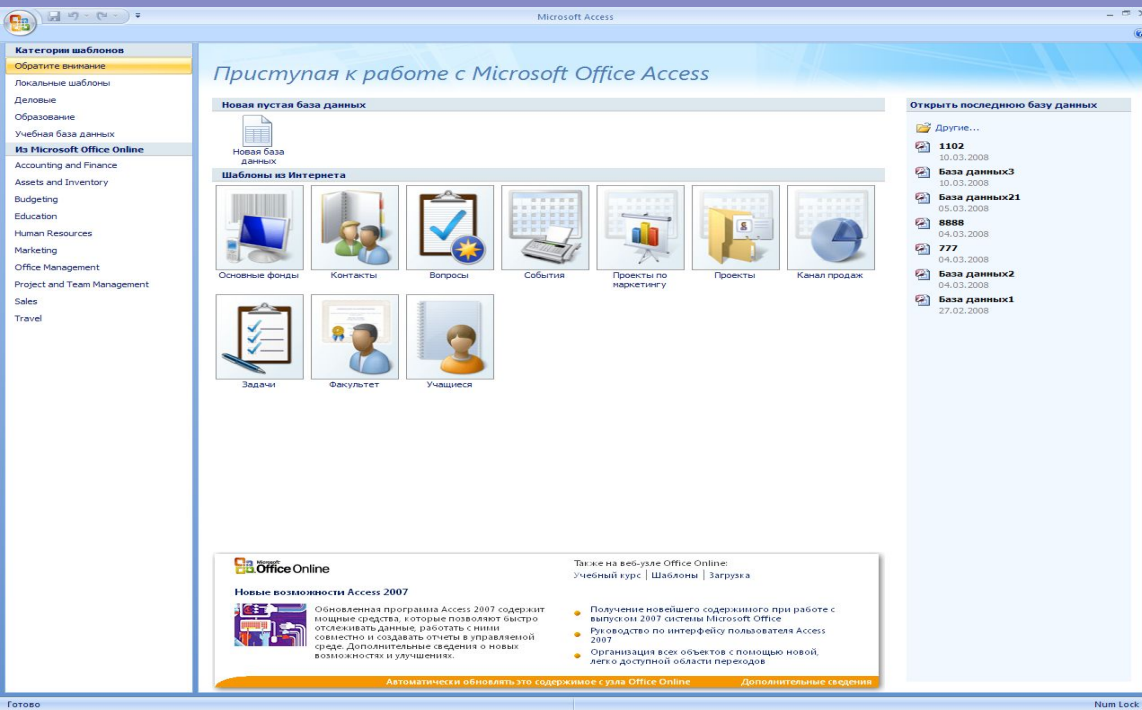 Microsoft Access
Категории шаблонов
Обратите внимание
Локальные шаблоны
Деловые
Образование
Учебная база данных
Из Microsoft Office Online
Accounting and Finance
Assets and Inventory
Budgeting
Education
Human Resources
Marketing
Office Management
Project and Team Management
Sales
Travel
Приступая к работе с Microsoft Office Access
Новая пустая база данных
Новая база
данных
Шаблоны из Интернета
Основные фонды
Контакты
Вопросы
События
Проекты по
маркетингу
Проекты
Канал продаж
Задачи
Факультет
Учащиеся
Microsoft
Office Online
Новые возможности Access 2007
Обновленная программа Access 2007 содержит
мощные средства, которые позволяют быстро
отслеживать данные, работать с ними
совместно и создавать отчеты в управляемой
среде. Дополнительные сведения о новых
возможностях и улучшениях.
Также на веб-узле Office Online:
Учебный курс | Шаблоны | Загрузка
Получение новейшего содержимого при работе с
выпуском 2007 системы Microsoft Office
Руководство по интерфейсу пользователя Access
2007
Организация всех объектов с помощью новой,
легко доступной области переходов
Автоматически обновлять это содержимое с узла Office Online
Дополнительные сведения
Открыть последнюю базу данных
Другие...
1102
10.03.2008
База данных3
10.03.2008
База данных21
05.03.2008
8888
04.03.2008
777
04.03.2008
База данных2
04.03.2008
База данных1
27.02.2008
Готово
Num Lock